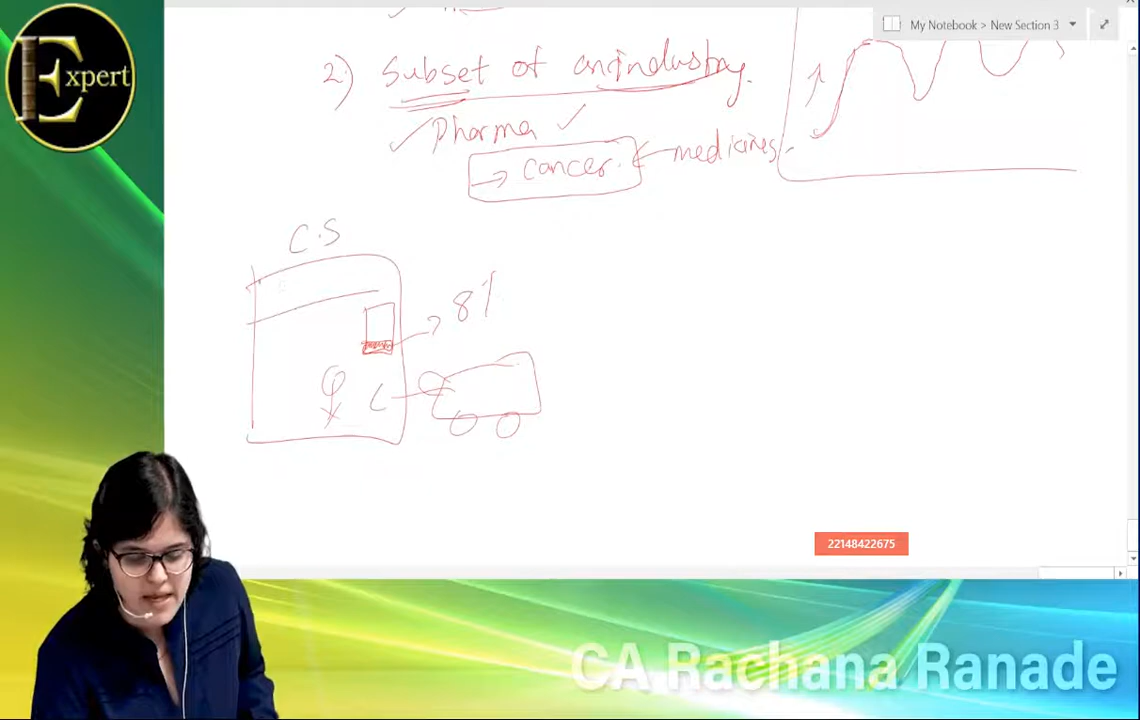 Expert
My Notebook > New Section 3
2) Subset of an industry.
✓ Pharma ✓
→ Cancer. ← medicines
C.S
8%
22148422675
CA Rachana Ranade